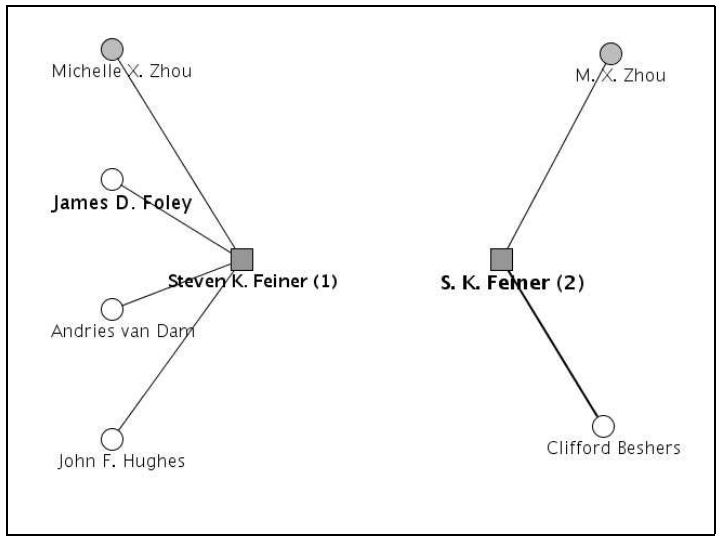 Michelle X. Zhou
M. X. Zhou
James D. Foley
Steven K. Feiner (1)
S. K. Feiner (2)
Andries van Dam
Clifford Beshers
John F. Hughes